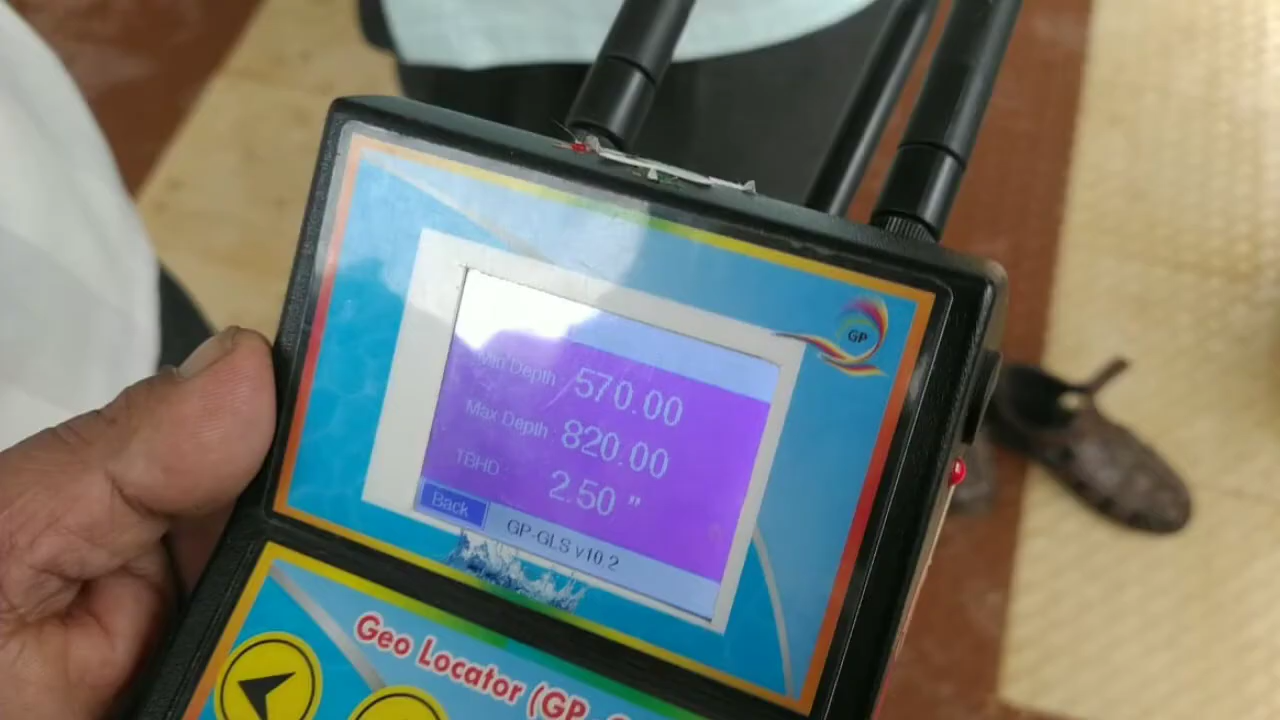 GP
Min Depth 570.00
Max Depth 820.00
TBHD : 2.50 "
Back GP-GLS v10.2
Geo Locator (GP-